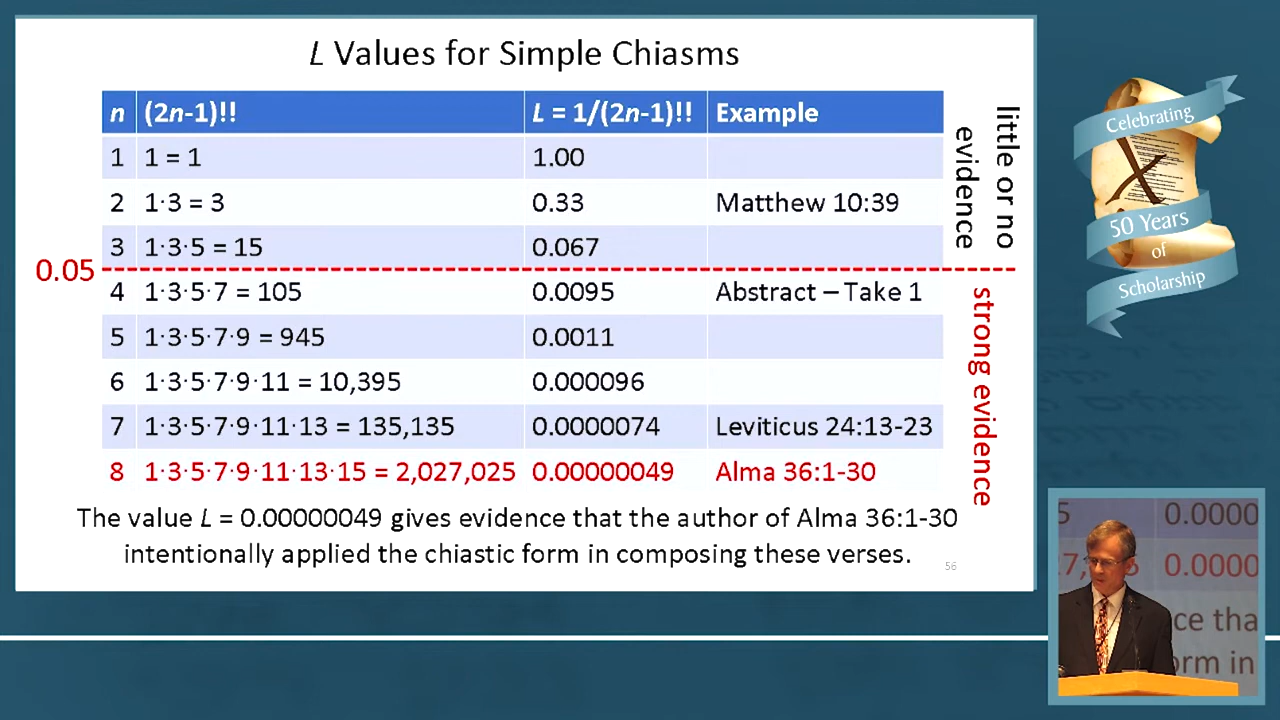 L Values for Simple Chiasms
n (2n-1)!! L = 1/(2n-1)!! Example
1 1 = 1 1.00
2 1·3 = 3 0.33 Matthew 10:39
3 1·3·5 = 15 0.067
0.05
4 1·3·5·7 = 105 0.0095 Abstract – Take 1
5 1·3·5·7·9 = 945 0.0011
6 1·3·5·7·9·11 = 10,395 0.000096
7 1·3·5·7·9·11·13 = 135,135 0.0000074 Leviticus 24:13-23
8 1·3·5·7·9·11·13·15 = 2,027,025 0.00000049 Alma 36:1-30
little or no
evidence
strong evidence
The value L = 0.00000049 gives evidence that the author of Alma 36:1-30
intentionally applied the chiastic form in composing these verses.
56
Celebrating
50 Years
of
Scholarship
5 0.0000
7, 0.0000
ce tha
orm in